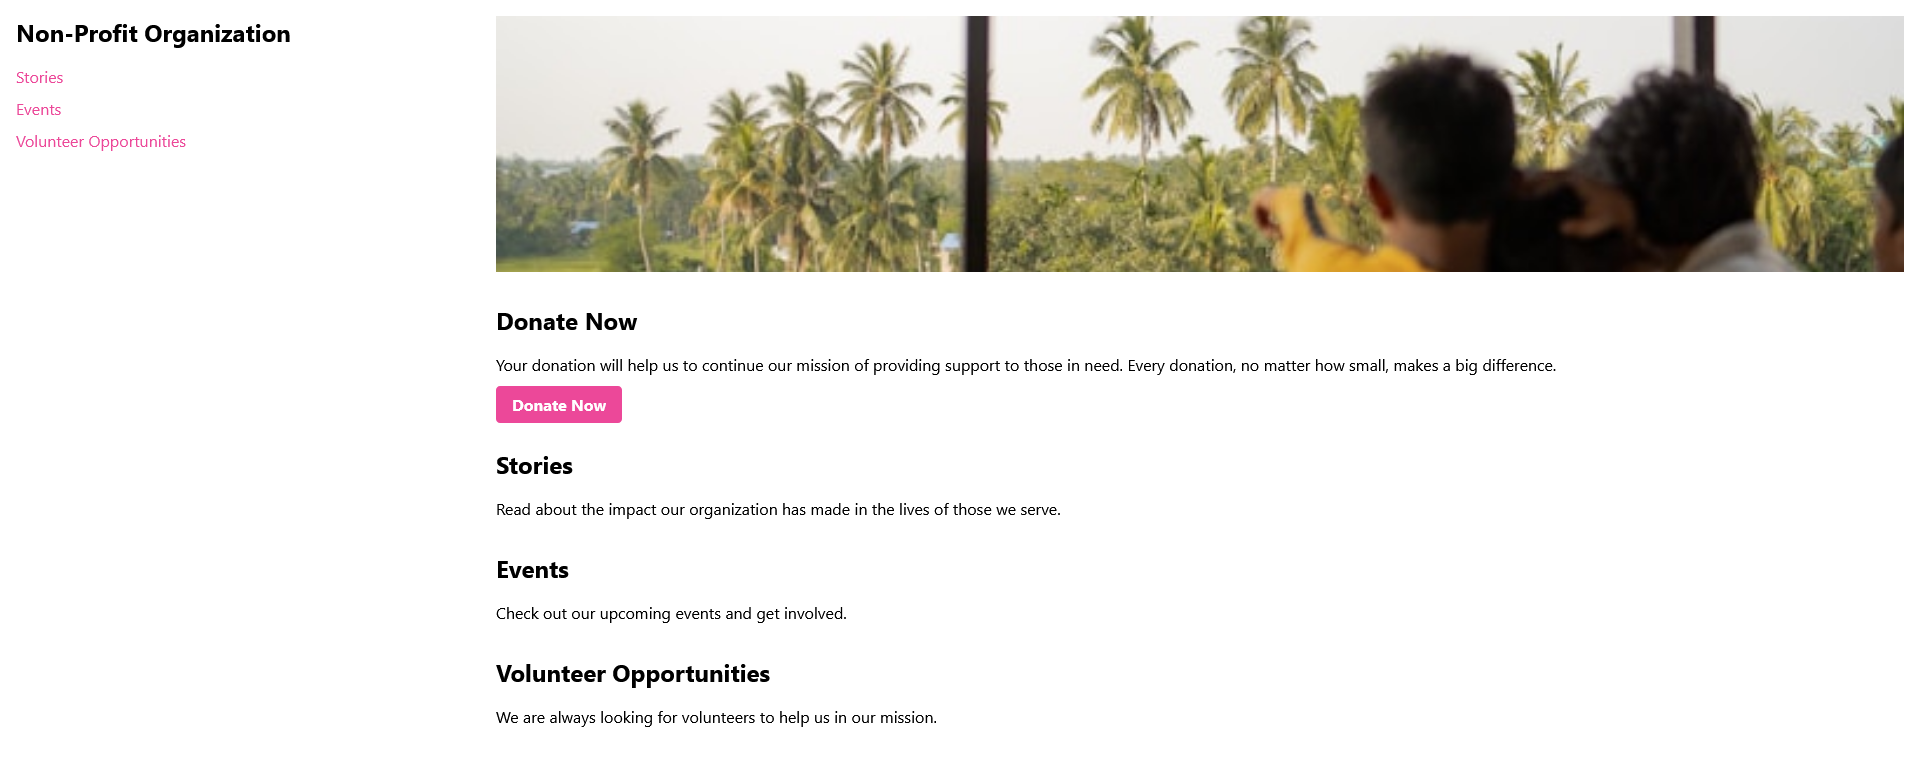 Non-Profit Organization
Stories
Events
Volunteer Opportunities
Donate Now
Your donation will help us to continue our mission of providing support to those in need. Every donation, no matter how small, makes a big difference.
Donate Now
Stories
Read about the impact our organization has made in the lives of those we serve.
Events
Check out our upcoming events and get involved.
Volunteer Opportunities
We are always looking for volunteers to help us in our mission.